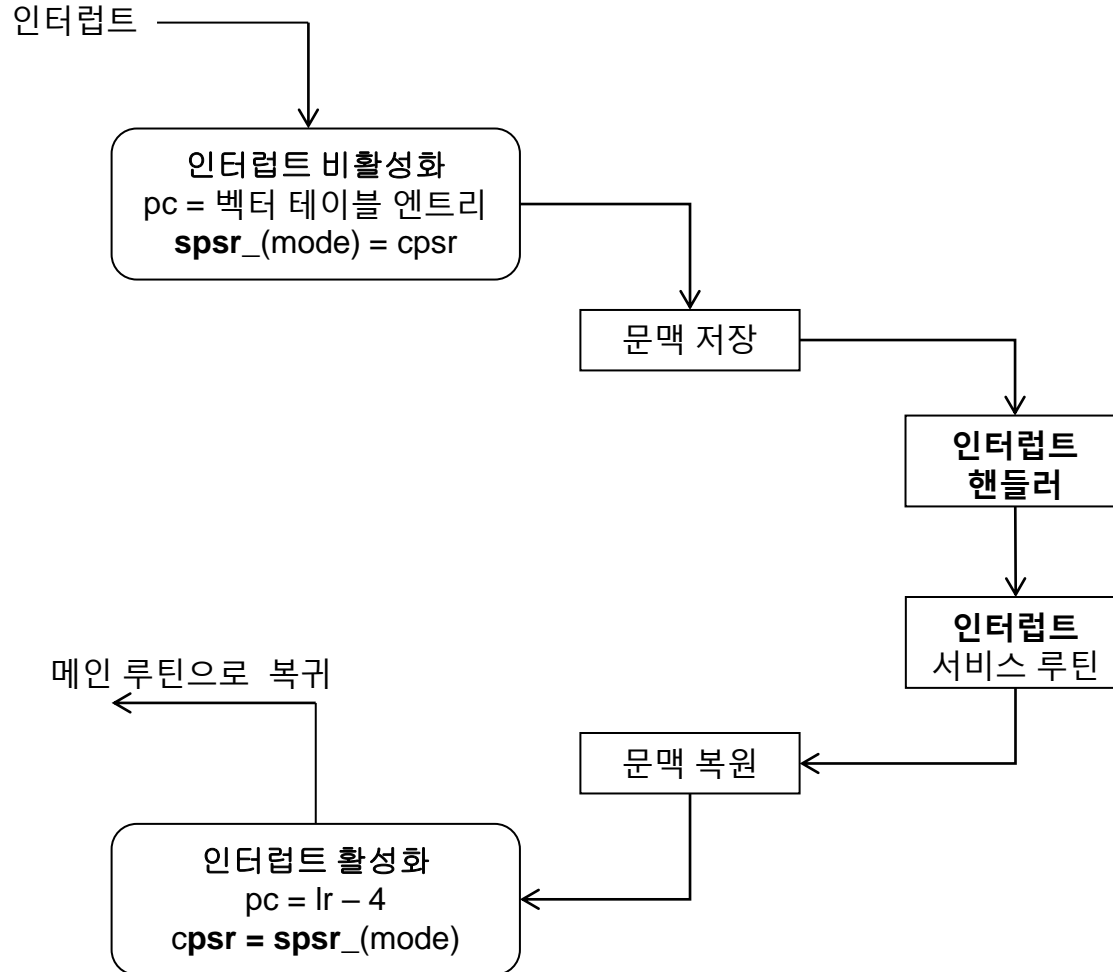 인터럽트
인터럽트 비활성화
pc = 벡터 테이블 엔트리
spsr_(mode) = cpsr
문맥 저장
인터럽트
핸들러
인터럽트
서비스 루틴
문맥 복원
인터럽트 활성화
pc = lr – 4
cpsr = spsr_(mode)
메인 루틴으로 복귀